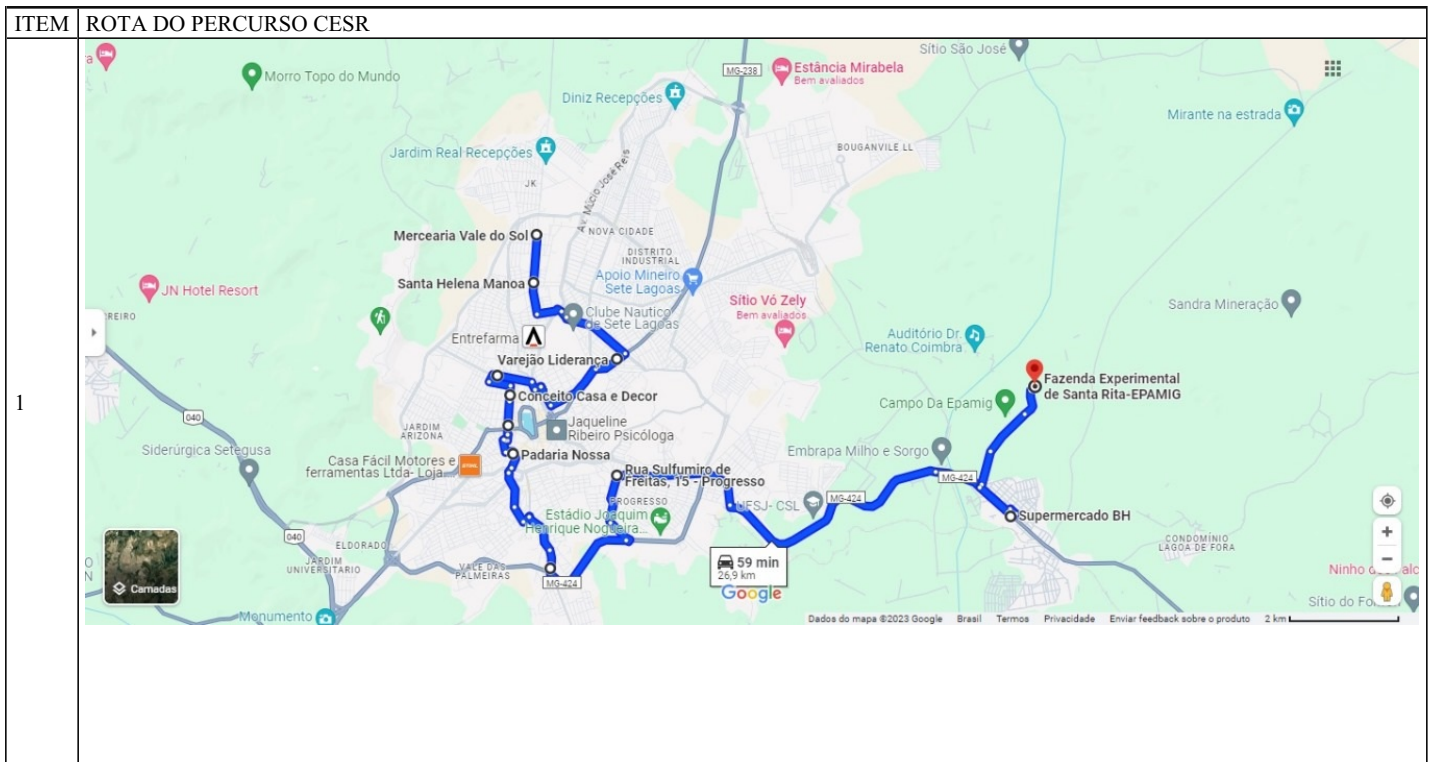 ITEM ROTA DO PERCURSO CESR
1
Morro Topo do Mundo
Sítio São José
MG-238
Estância Mirabela
Bem avaliados
Diniz Recepções
Mirante na estrada
Jardim Real Recepções
BOUGANVILE LL
JK
Av. Múcio José Reis
Mercearia Vale do Sol
NOVA CIDADE
DISTRITO
INDUSTRIAL
Santa Helena Manoa
Apoio Mineiro
Sete Lagoas
JN Hotel Resort
Sítio Vó Zely
Bem avaliados
Sandra Mineração
Clube Nautico
de Sete Lagoas
Entrefarma
Auditório Dr.
Renato Coimbra
Varejão Liderança
Fazenda Experimental
de Santa Rita-EPAMIG
Conceito Casa e Decor
Campo Da Epamig
040
JARDIM
ARIZONA
Jaqueline
Ribeiro Psicóloga
Siderúrgica Setegusa
Embrapa Milho e Sorgo
Padaria Nossa
Casa Fácil Motores e
ferramentas Ltda- Loja...
Rua Sulfumiro de
Freitas, 15 - Progresso
MG-424
PROGRESSO
UFSJ- CSL
MG-424
Estádio Joaquim
Henrique Nogueira...
Supermercado BH
040
ELDORADO
CONDOMÍNIO
LAGOA DE FORA
JARDIM
UNIVERSITARIO
VALE DAS
PALMEIRAS
59 min
26,9 km
MG-424
Camadas
Google
Monumento
Dados do mapa ©2023 Google Brasil Termos Privacidade Enviar feedback sobre o produto 2 km